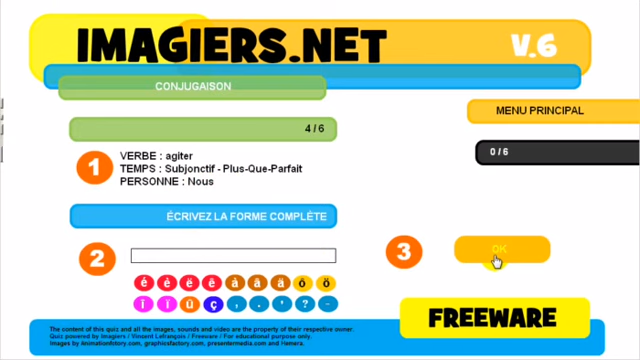 IMAGIERS.NET
V.6
CONJUGAISON
MENU PRINCIPAL
4 / 6
0 / 6
1
VERBE : agiter
TEMPS : Subjonctif - Plus-Que-Parfait
PERSONNE : Nous
ÉCRIVEZ LA FORME COMPLÈTE
2
3
OK
FREEWARE
The content of this quiz and all the images, sounds and video are the property of their respective owner.
Quiz powered by Imagiers / Vincent Lefrançois / Freeware / For educational purpose only.
Images by Animationfotory.com, graphicsfactory.com, presentermedia.com and Hemera.